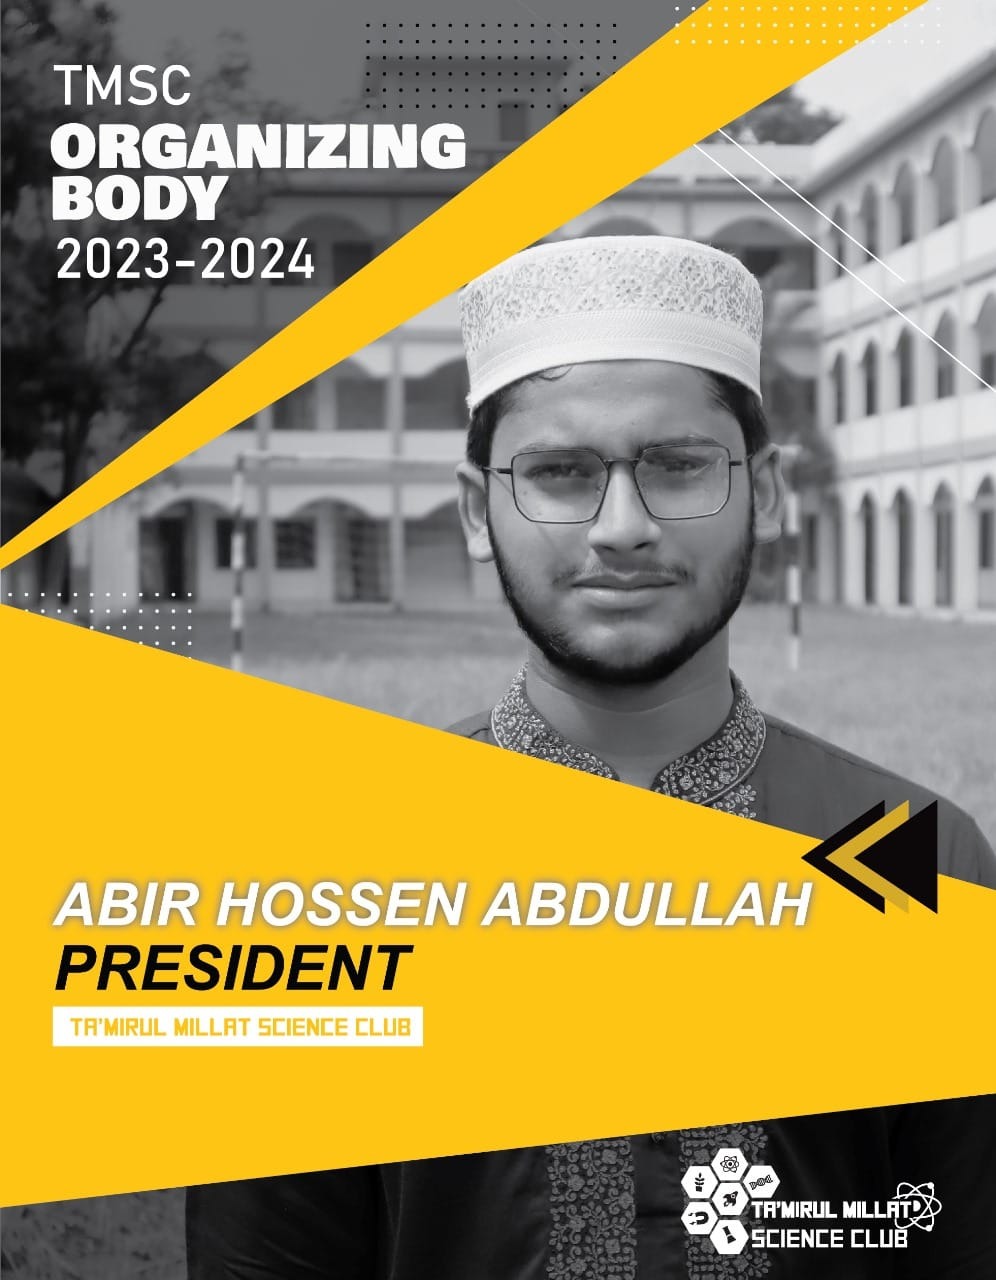 TMSC
ORGANIZING
BODY
2023-2024
ABIR HOSSEN ABDULLAH
PRESIDENT
TA'MIRUL MILLAT SCIENCE CLUB
TA'MIRUL MILLAT
SCIENCE CLUB